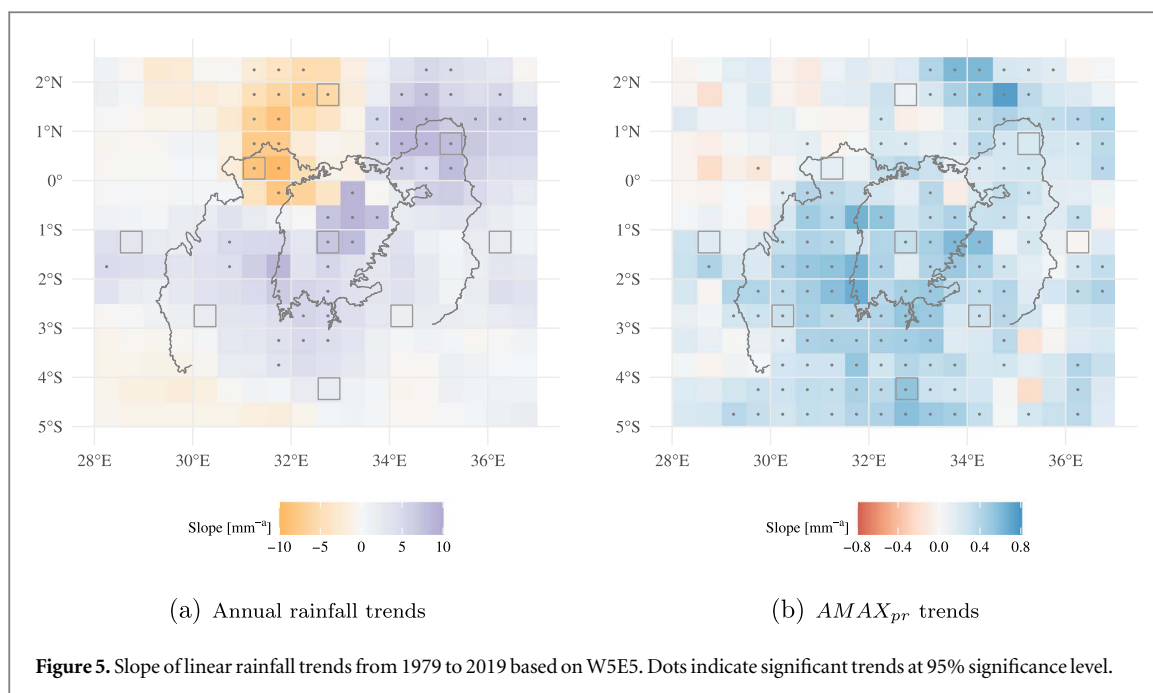 2°N
1°N
0°
1°S
2°S
3°S
4°S
5°S
28°E 30°E 32°E 34°E 36°E
Slope [mm⁻ᵃ]
−10 −5 0 5 10
(a) Annual rainfall trends
2°N
1°N
0°
1°S
2°S
3°S
4°S
5°S
28°E 30°E 32°E 34°E 36°E
Slope [mm⁻ᵃ]
−0.8 −0.4 0.0 0.4 0.8
(b) AMAXₚᵣ trends
Figure 5. Slope of linear rainfall trends from 1979 to 2019 based on W5E5. Dots indicate significant trends at 95% significance level.